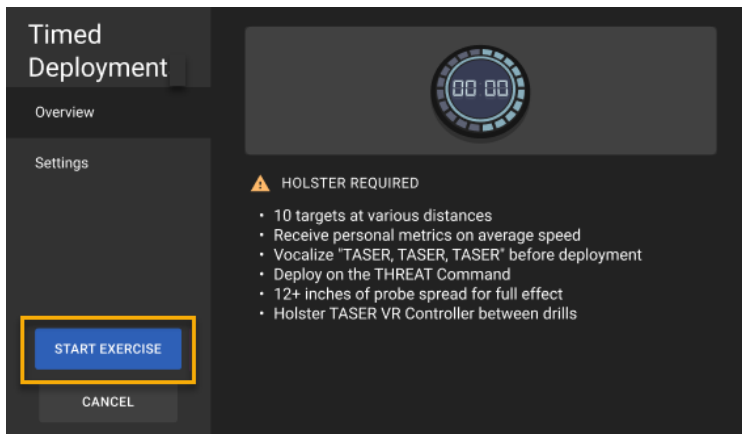 Timed
Deployment
Overview
Settings
START EXERCISE
CANCEL
00 00
HOLSTER REQUIRED
• 10 targets at various distances
• Receive personal metrics on average speed
• Vocalize "TASER, TASER, TASER" before deployment
• Deploy on the THREAT Command
• 12+ inches of probe spread for full effect
• Holster TASER VR Controller between drills